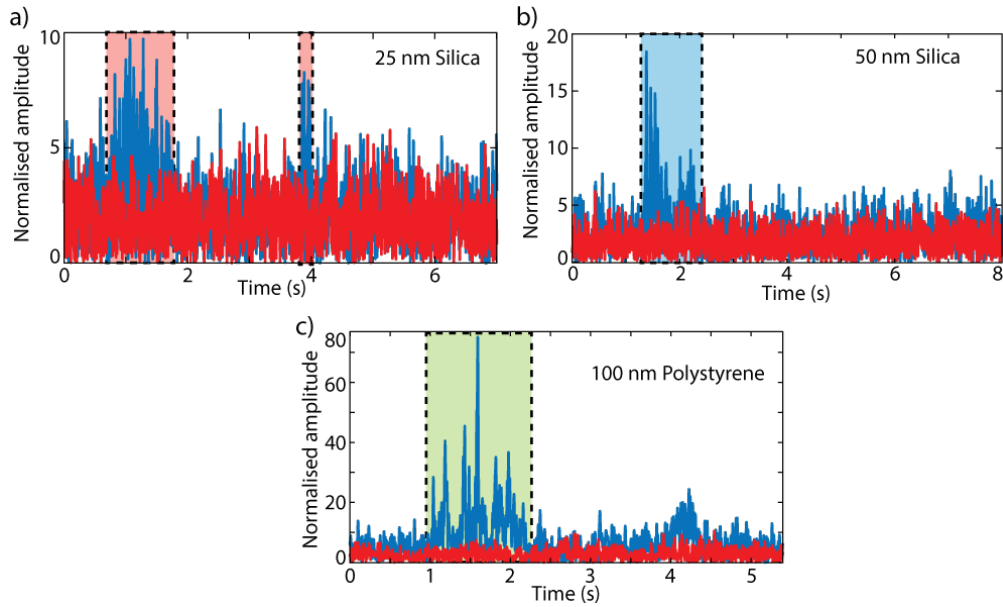 a)
Normalised amplitude
10
5
0
25 nm Silica
0 2 4 6
Time (s)
b)
Normalised amplitude
20
15
10
5
0
50 nm Silica
0 2 4 6 8
Time (s)
c)
Normalised amplitude
80
60
40
20
0
100 nm Polystyrene
0 1 2 3 4 5
Time (s)